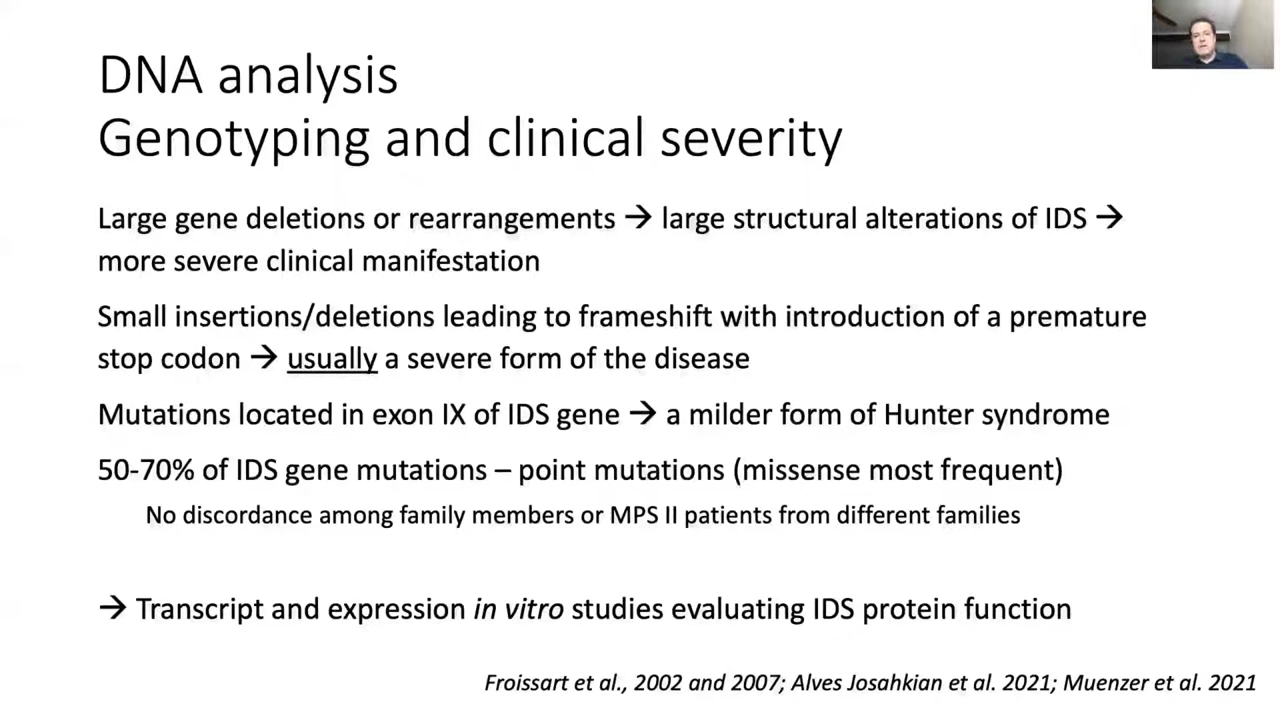 DNA analysis
Genotyping and clinical severity
Large gene deletions or rearrangements → large structural alterations of IDS →
more severe clinical manifestation
Small insertions/deletions leading to frameshift with introduction of a premature
stop codon → usually a severe form of the disease
Mutations located in exon IX of IDS gene → a milder form of Hunter syndrome
50-70% of IDS gene mutations – point mutations (missense most frequent)
No discordance among family members or MPS II patients from different families
→ Transcript and expression in vitro studies evaluating IDS protein function
Froissart et al., 2002 and 2007; Alves Josahkian et al. 2021; Muenzer et al. 2021